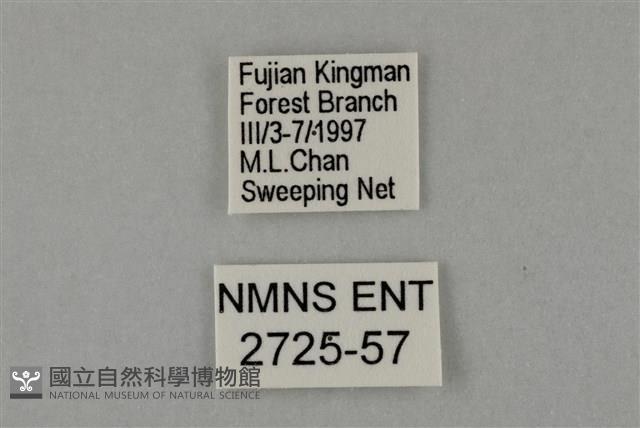 Fujian Kingman
Forest Branch
III/3-7/1997
M.L.Chan
Sweeping Net
NMNS ENT
2725-57
國立自然科學博物館
NATIONAL MUSEUM OF NATURAL SCIENCE